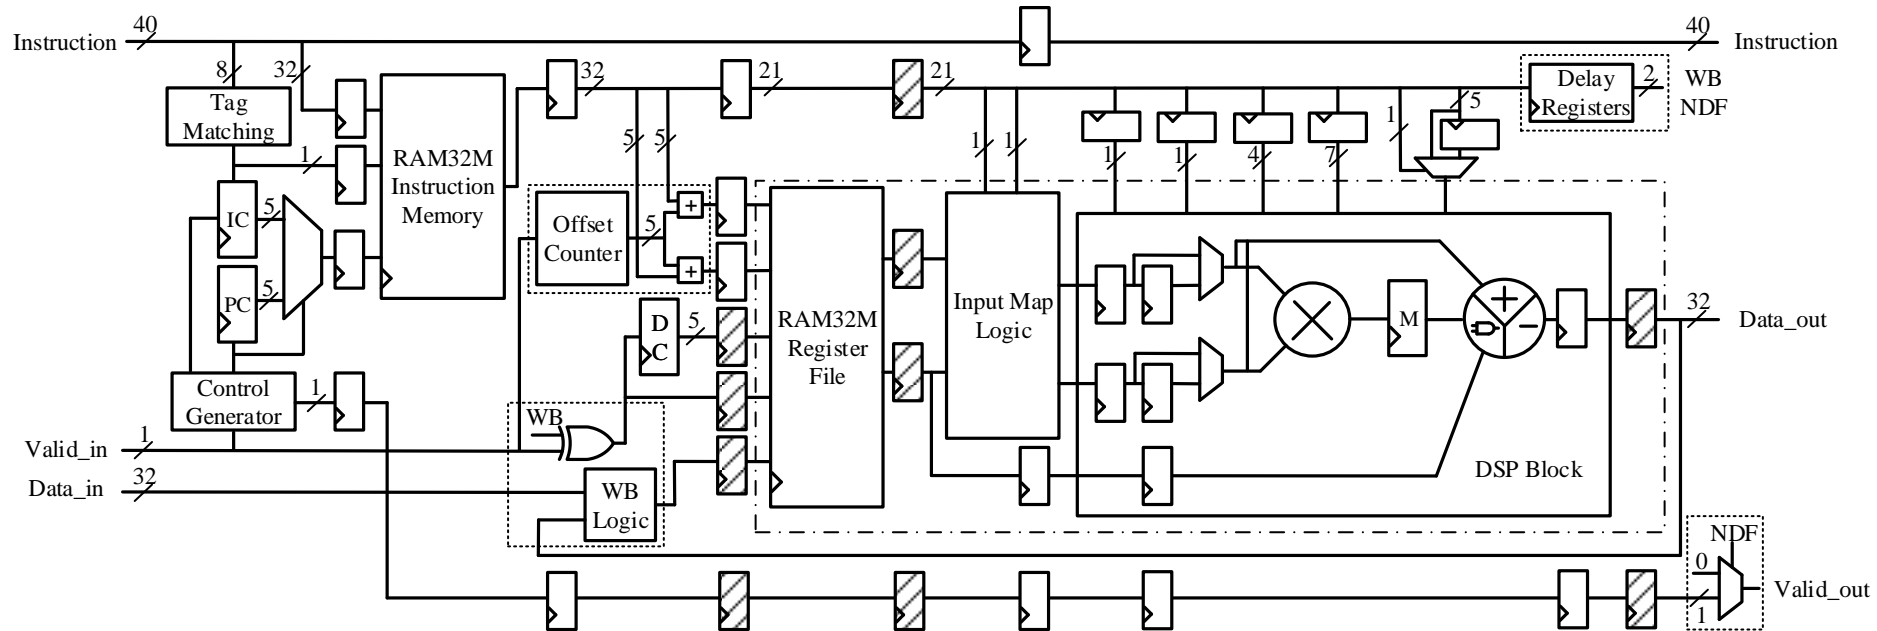 40
Instruction
40
Instruction
8
32
32
21
21
Delay
Registers
2
WB
NDF
Tag
Matching
5
1
RAM32M
Instruction
Memory
1
5
5
1
1
1
1
4
7
IC
5
Offset
Counter
5
+
+
PC
5
RAM32M
Register
File
Input Map
Logic
D
C
5
M
+
−
32
Data_out
Control
Generator
1
WB
Valid_in
1
Data_in
32
WB
Logic
DSP Block
NDF
0
1
Valid_out